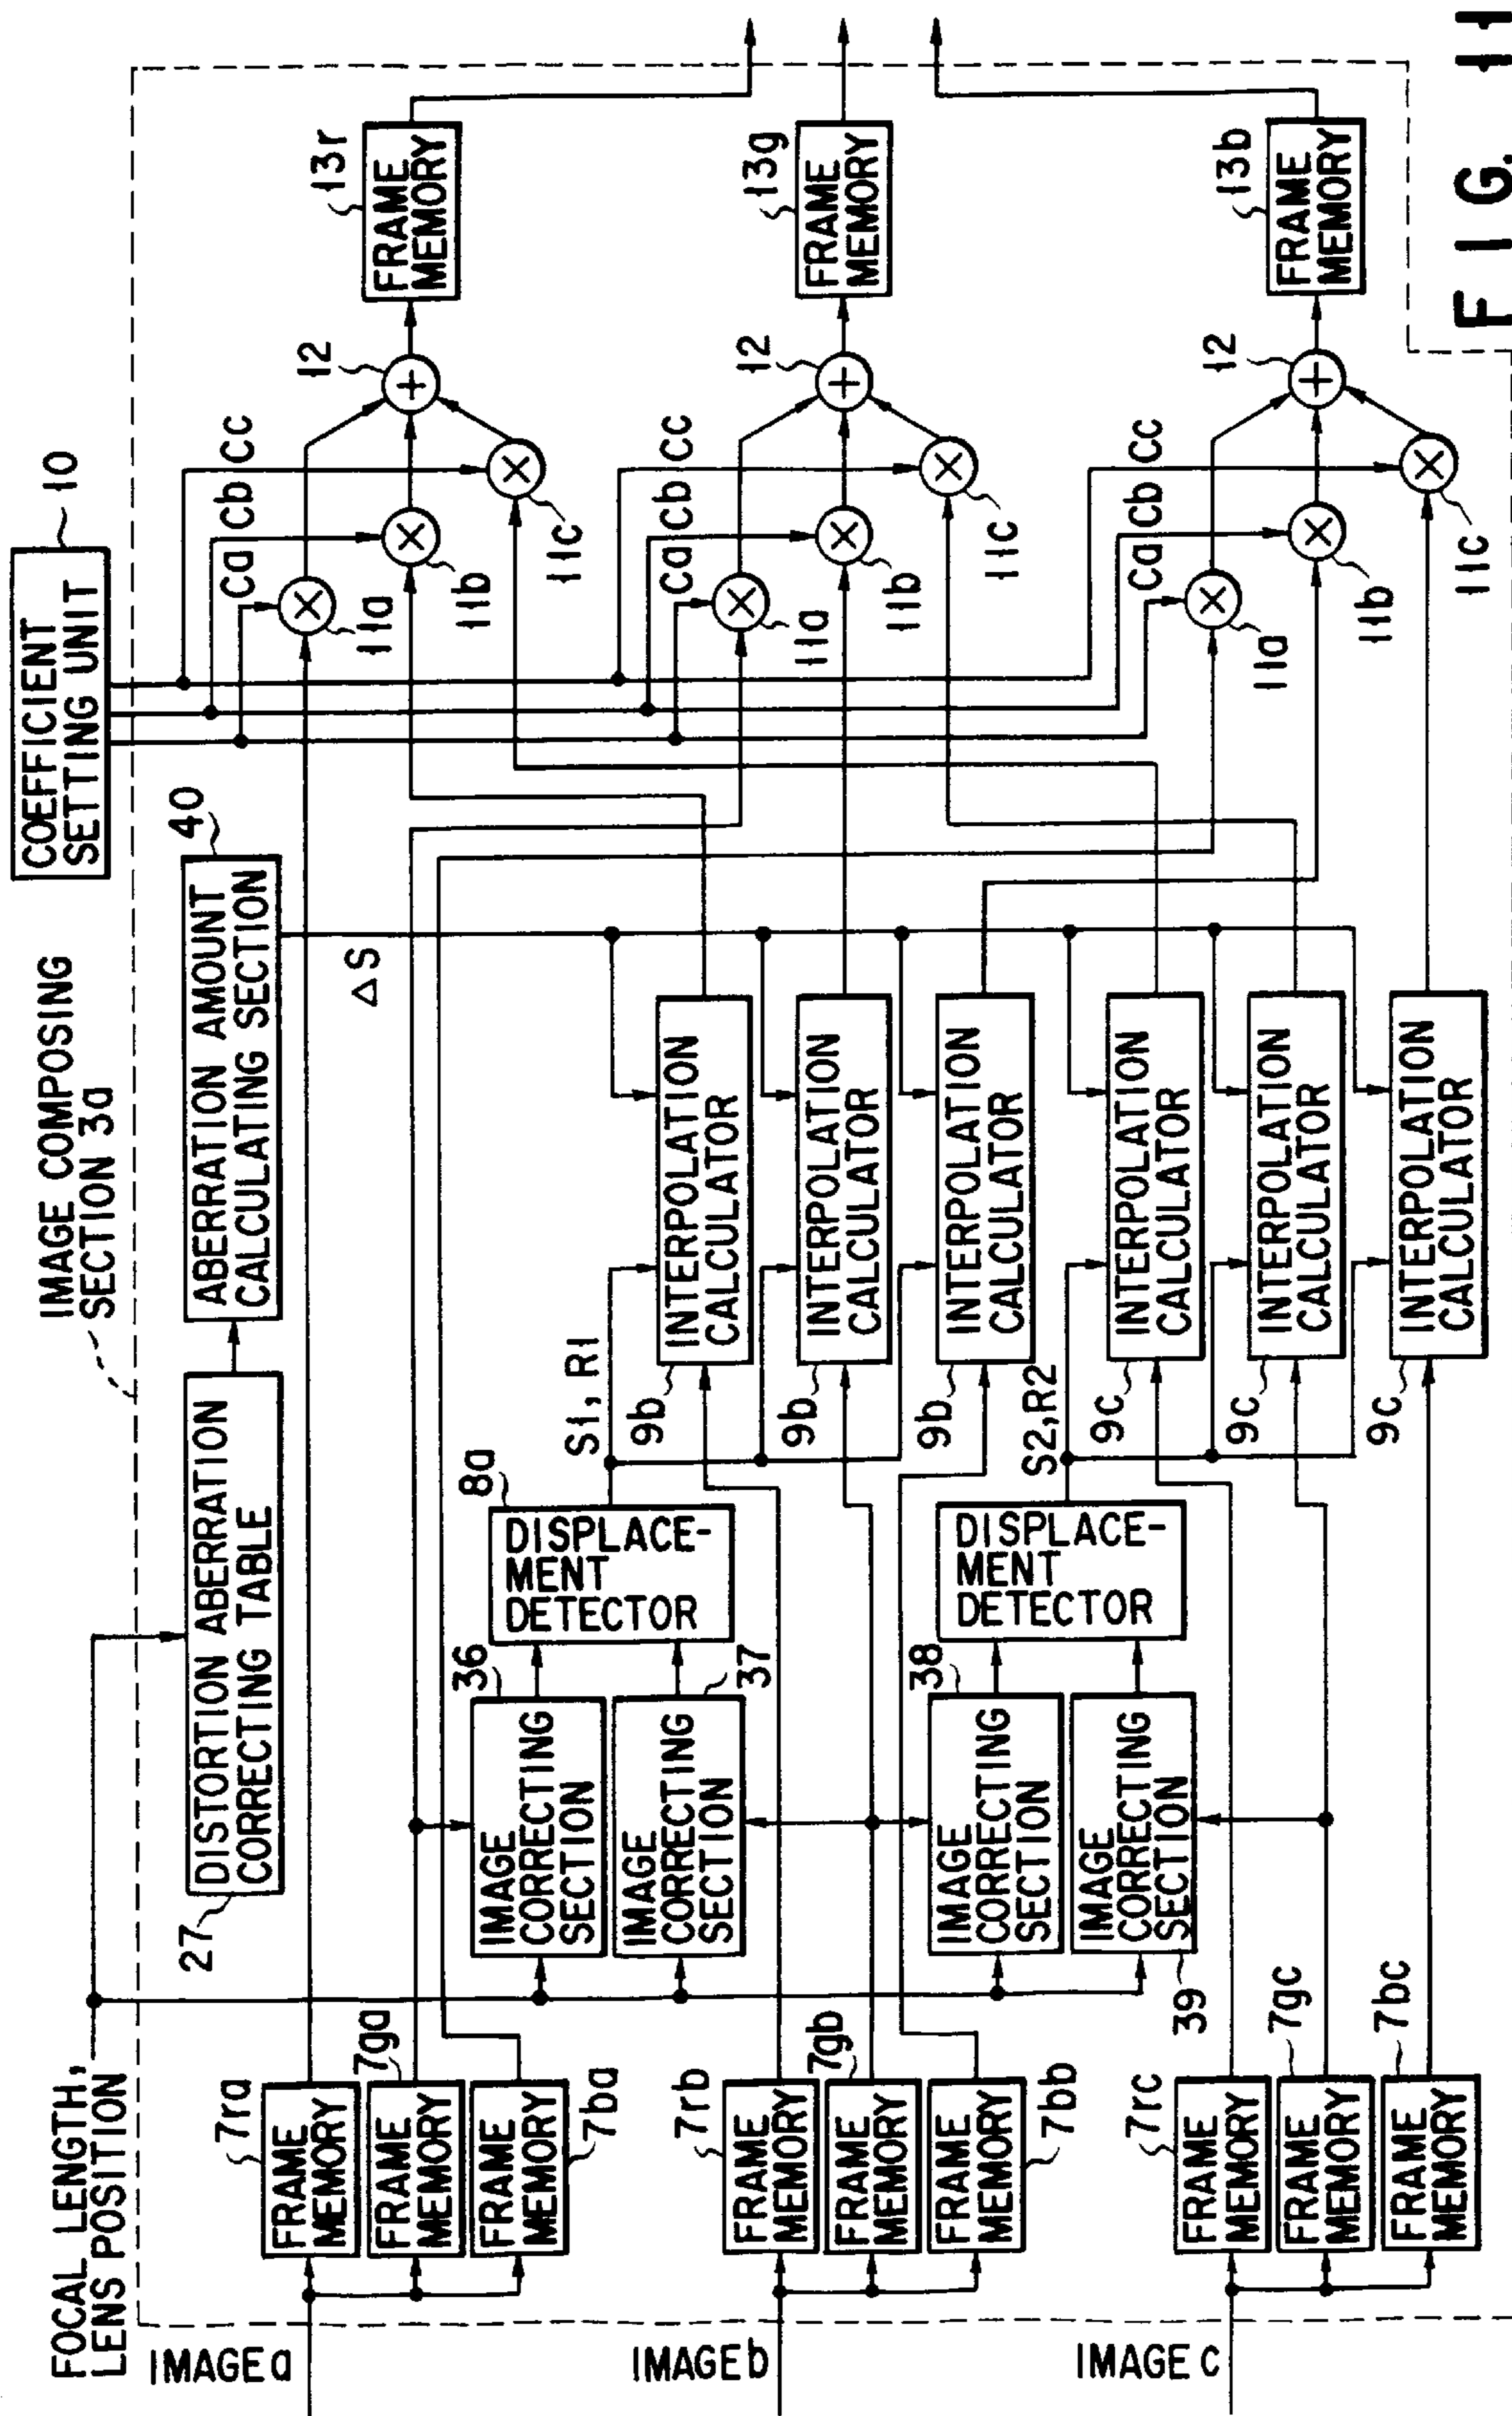 FOCAL LENGTH,
LENS POSITION
IMAGE COMPOSING
SECTION 3a
COEFFICIENT
SETTING UNIT
10
27
DISTORTION ABERRATION
CORRECTING TABLE
ABERRATION AMOUNT
CALCULATING SECTION
40
ΔS
IMAGE a
FRAME
MEMORY
7ra
FRAME
MEMORY
7ga
FRAME
MEMORY
7ba
36
IMAGE
CORRECTING
SECTION
IMAGE
CORRECTING
SECTION
37
8a
DISPLACE-
MENT
DETECTOR
S1, R1
IMAGE b
FRAME
MEMORY
7rb
FRAME
MEMORY
7gb
FRAME
MEMORY
7bb
9b
INTERPOLATION
CALCULATOR
9b
INTERPOLATION
CALCULATOR
9b
INTERPOLATION
CALCULATOR
38
IMAGE
CORRECTING
SECTION
IMAGE
CORRECTING
SECTION
39
DISPLACE-
MENT
DETECTOR
S2, R2
IMAGE c
FRAME
MEMORY
7rc
FRAME
MEMORY
7gc
FRAME
MEMORY
7bc
9c
INTERPOLATION
CALCULATOR
9c
INTERPOLATION
CALCULATOR
9c
INTERPOLATION
CALCULATOR
Ca
Cb
Cc
11a
11b
11c
12
13r
FRAME
MEMORY
Ca
Cb
Cc
11a
11b
11c
12
13g
FRAME
MEMORY
Ca
Cb
Cc
11a
11b
11c
12
13b
FRAME
MEMORY
FIG. 11